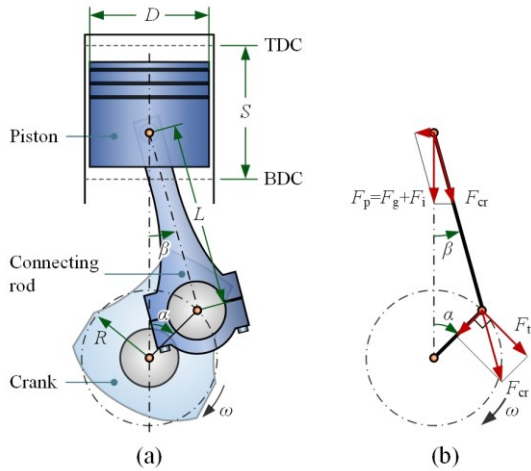 D
TDC
S
Piston
BDC
L
β
Connecting
rod
α
R
Crank
ω
(a)
Fp=Fg+Fi
Fcr
β
α
Ft
Fcr
ω
(b)